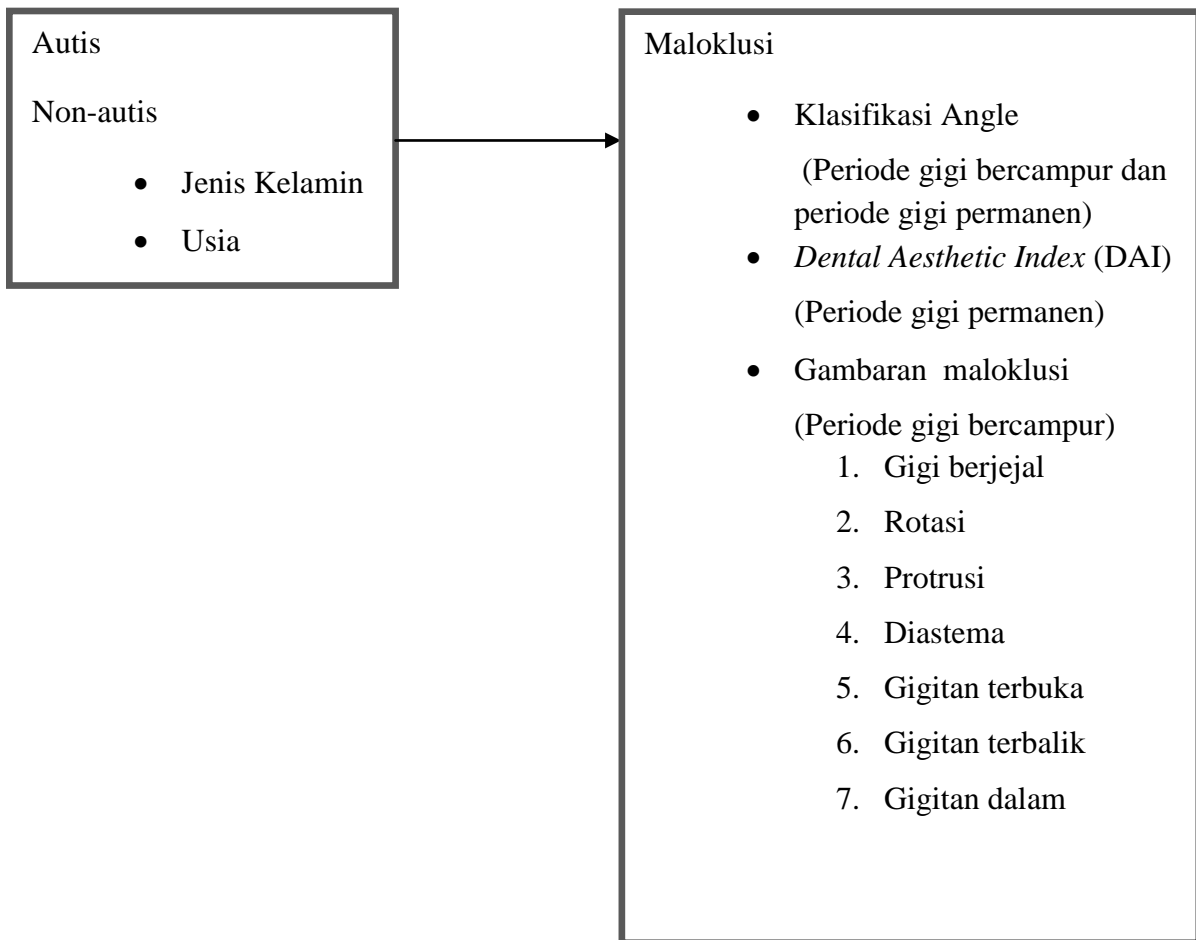 Autis
Non-autis
• Jenis Kelamin
• Usia
Maloklusi
• Klasifikasi Angle
(Periode gigi bercampur dan
periode gigi permanen)
• Dental Aesthetic Index (DAI)
(Periode gigi permanen)
• Gambaran maloklusi
(Periode gigi bercampur)
1. Gigi berjejal
2. Rotasi
3. Protrusi
4. Diastema
5. Gigitan terbuka
6. Gigitan terbalik
7. Gigitan dalam